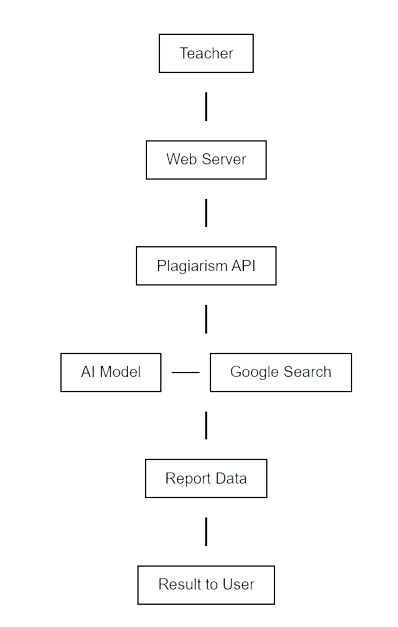 Teacher
Web Server
Plagiarism API
AI Model
Google Search
Report Data
Result to User